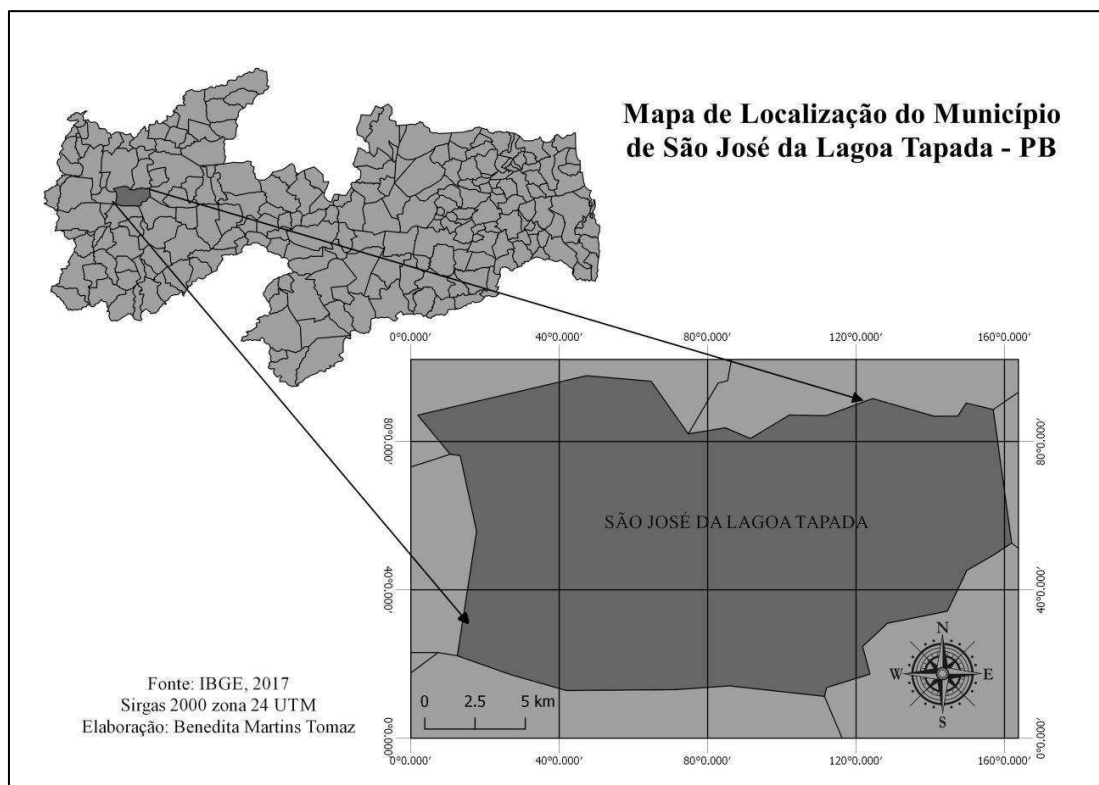 Mapa de Localização do Município
de São José da Lagoa Tapada - PB
0°0.000' 40°0.000' 80°0.000' 120°0.000' 160°0.000'
80°0.000' 80°0.000'
SÃO JOSÉ DA LAGOA TAPADA
40°0.000' 40°0.000'
N
W E
S
0 2.5 5 km
0°0.000' 0°0.000'
0°0.000' 40°0.000' 80°0.000' 120°0.000' 160°0.000'
Fonte: IBGE, 2017
Sirgas 2000 zona 24 UTM
Elaboração: Benedita Martins Tomaz